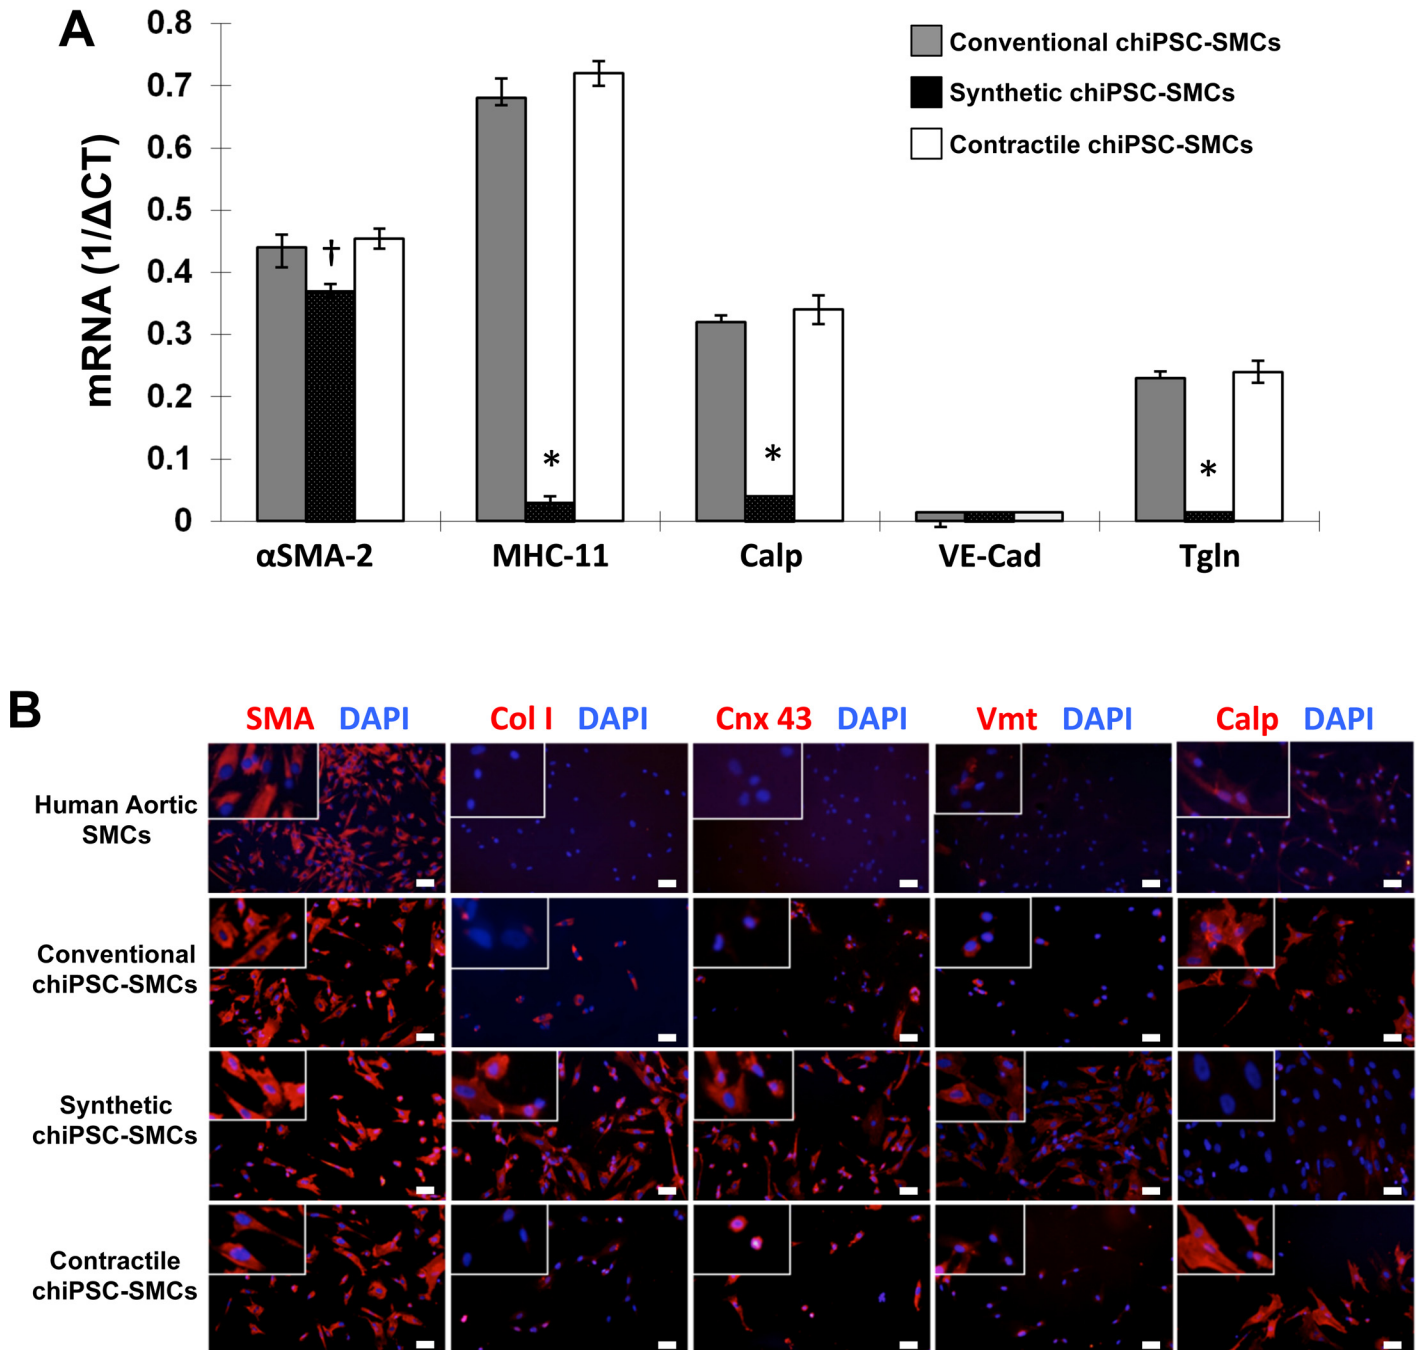 A
0.8
0.7
0.6
0.5
0.4
0.3
0.2
0.1
0
mRNA (1/ΔCT)
Conventional chiPSC-SMCs
Synthetic chiPSC-SMCs
Contractile chiPSC-SMCs
†
*
*
*
αSMA-2 MHC-11 Calp VE-Cad Tgln
B
SMA DAPI Col I DAPI Cnx 43 DAPI Vmt DAPI Calp DAPI
Human Aortic
SMCs
Conventional
chiPSC-SMCs
Synthetic
chiPSC-SMCs
Contractile
chiPSC-SMCs